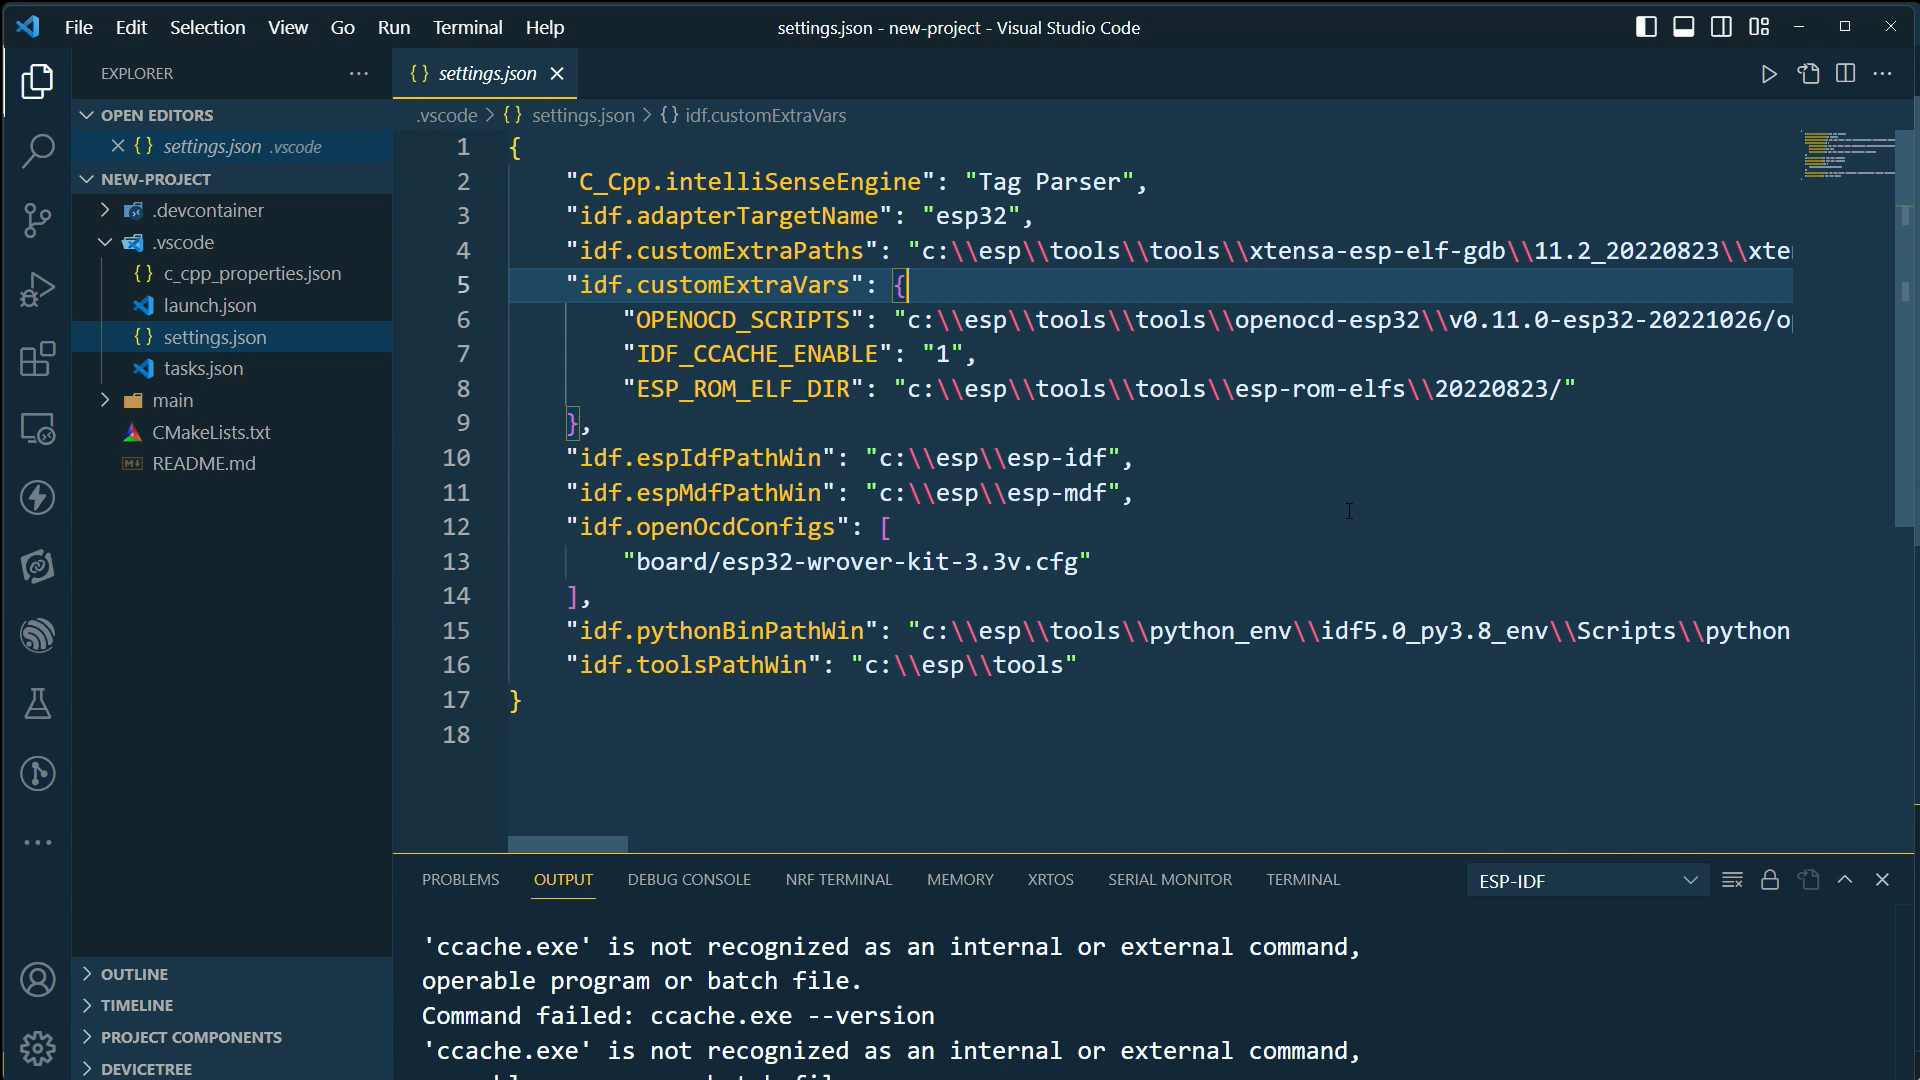 File Edit Selection View Go Run Terminal Help
settings.json - new-project - Visual Studio Code
EXPLORER
OPEN EDITORS
settings.json .vscode
NEW-PROJECT
.devcontainer
.vscode
c_cpp_properties.json
launch.json
settings.json
tasks.json
main
CMakeLists.txt
README.md
OUTLINE
TIMELINE
PROJECT COMPONENTS
DEVICETREE
{} settings.json
.vscode > {} settings.json > {} idf.customExtraVars
1 {
2 "C_Cpp.intelliSenseEngine": "Tag Parser",
3 "idf.adapterTargetName": "esp32",
4 "idf.customExtraPaths": "c:\\esp\\tools\\tools\\xtensa-esp-elf-gdb\\11.2_20220823\\xte
5 "idf.customExtraVars": {
6 "OPENOCD_SCRIPTS": "c:\\esp\\tools\\tools\\openocd-esp32\\v0.11.0-esp32-20221026/o
7 "IDF_CCACHE_ENABLE": "1",
8 "ESP_ROM_ELF_DIR": "c:\\esp\\tools\\tools\\esp-rom-elfs\\20220823/"
9 },
10 "idf.espIdfPathWin": "c:\\esp\\esp-idf",
11 "idf.espMdfPathWin": "c:\\esp\\esp-mdf",
12 "idf.openOcdConfigs": [
13 "board/esp32-wrover-kit-3.3v.cfg"
14 ],
15 "idf.pythonBinPathWin": "c:\\esp\\tools\\python_env\\idf5.0_py3.8_env\\Scripts\\python
16 "idf.toolsPathWin": "c:\\esp\\tools"
17 }
18
PROBLEMS OUTPUT DEBUG CONSOLE NRF TERMINAL MEMORY XRTOS SERIAL MONITOR TERMINAL ESP-IDF
'ccache.exe' is not recognized as an internal or external command,
operable program or batch file.
Command failed: ccache.exe --version
'ccache.exe' is not recognized as an internal or external command,